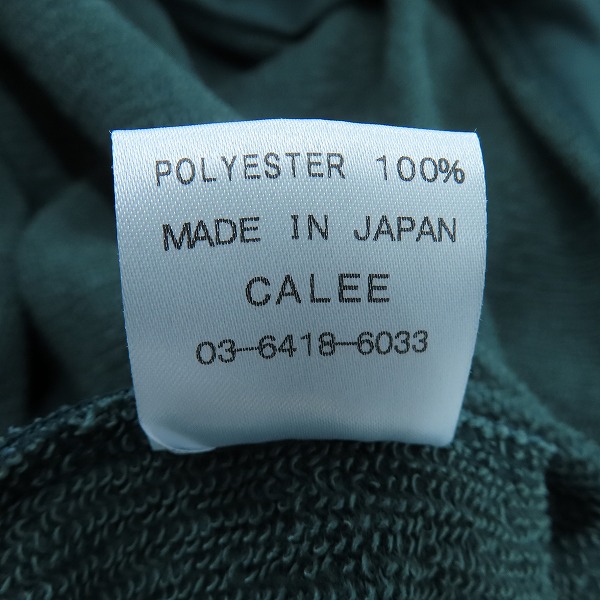 POLYESTER 100%
MADE IN JAPAN
CALEE
03-6418-6033